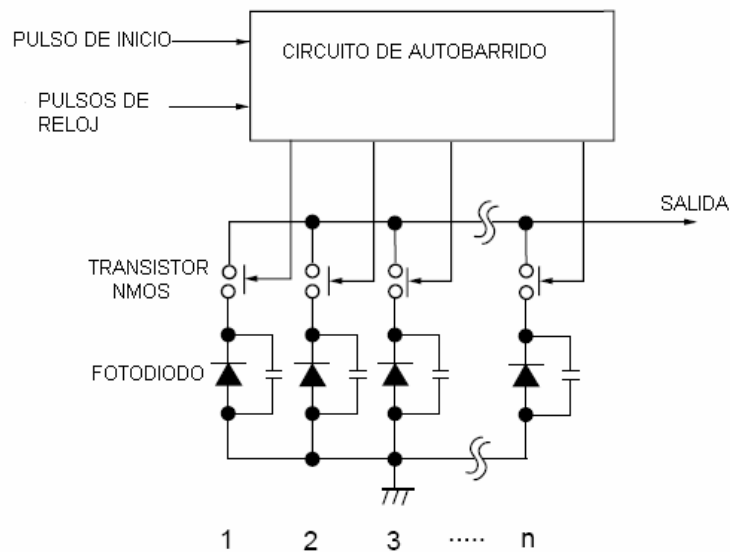 PULSO DE INICIO
CIRCUITO DE AUTOBARRIDO
PULSOS DE
RELOJ
SALIDA
TRANSISTOR
NMOS
FOTODIODO
1 2 3 ..... n